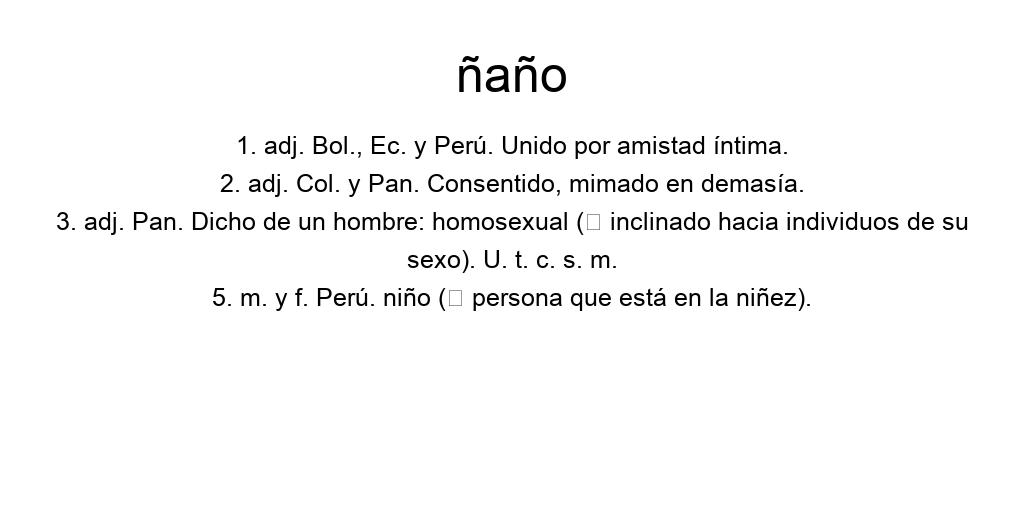 ñaño
1. adj. Bol., Ec. y Perú. Unido por amistad íntima.
2. adj. Col. y Pan. Consentido, mimado en demasía.
3. adj. Pan. Dicho de un hombre: homosexual (□ inclinado hacia individuos de su
sexo). U. t. c. s. m.
5. m. y f. Perú. niño (□ persona que está en la niñez).